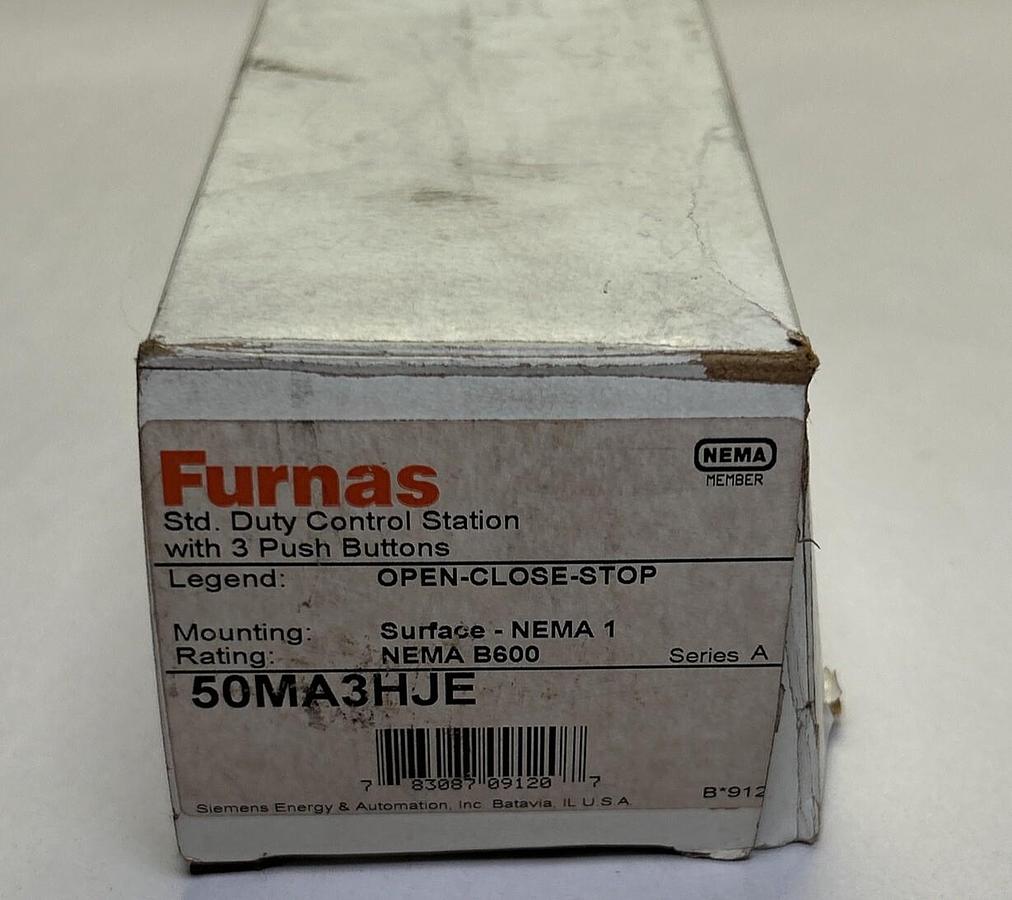 Furnas
NEMA
MEMBER
Std. Duty Control Station
with 3 Push Buttons
Legend: OPEN-CLOSE-STOP
Mounting: Surface - NEMA 1
Rating: NEMA B600 Series A
50MA3HJE
7 83087 09120 7
B*912
Siemens Energy & Automation, Inc Batavia, IL U.S.A